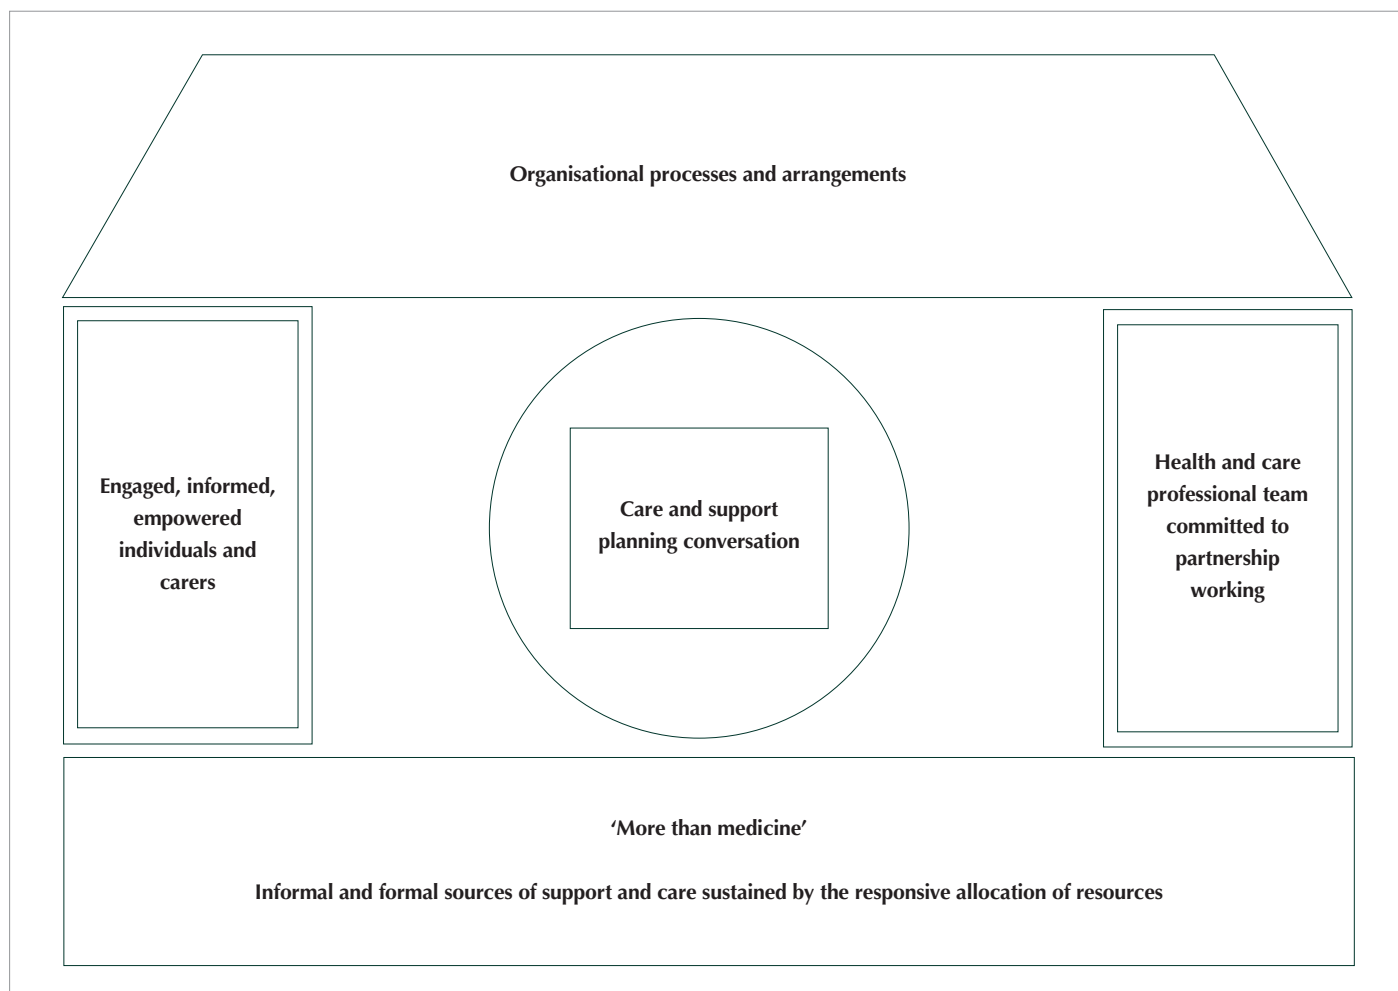 Organisational processes and arrangements
Engaged, informed,
empowered
individuals and
carers
Care and support
planning conversation
Health and care
professional team
committed to
partnership
working
‘More than medicine’
Informal and formal sources of support and care sustained by the responsive allocation of resources